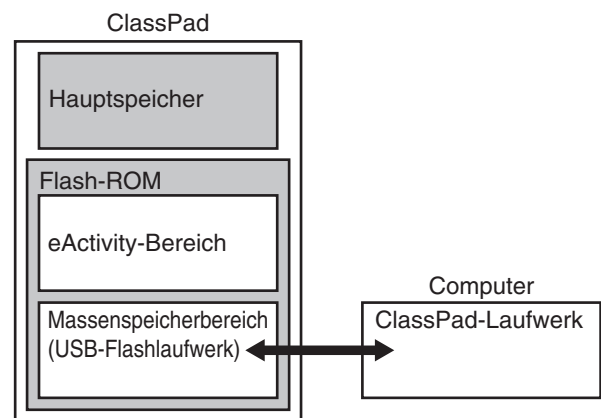 ClassPad
Hauptspeicher
Flash-ROM
eActivity-Bereich
Massenspeicherbereich
(USB-Flashlaufwerk)
Computer
ClassPad-Laufwerk